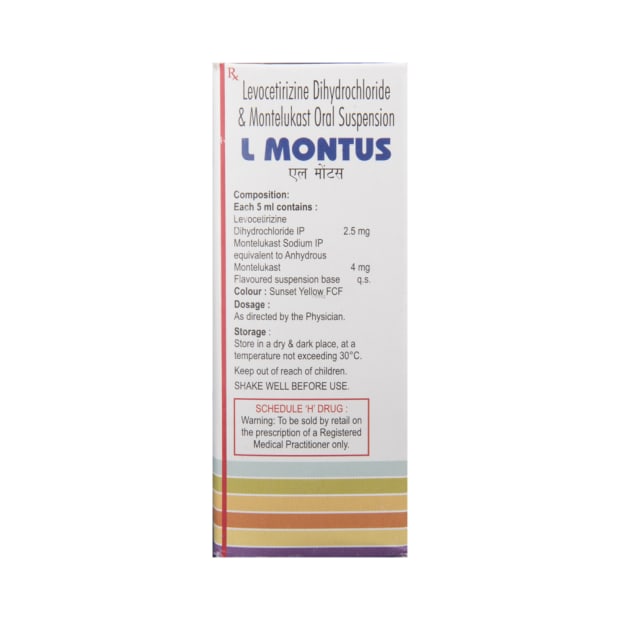 Rx
Levocetirizine Dihydrochloride
& Montelukast Oral Suspension
L MONTUS
एल मोंटस
Composition:
Each 5 ml contains :
Levocetirizine
Dihydrochloride IP 2.5 mg
Montelukast Sodium IP
equivalent to Anhydrous
Montelukast 4 mg
Flavoured suspension base q.s.
Colour : Sunset Yellow FCF
Dosage :
As directed by the Physician.
Storage :
Store in a dry & dark place, at a
temperature not exceeding 30°C.
Keep out of reach of children.
SHAKE WELL BEFORE USE.
SCHEDULE 'H' DRUG :
Warning: To be sold by retail on
the prescription of a Registered
Medical Practitioner only.